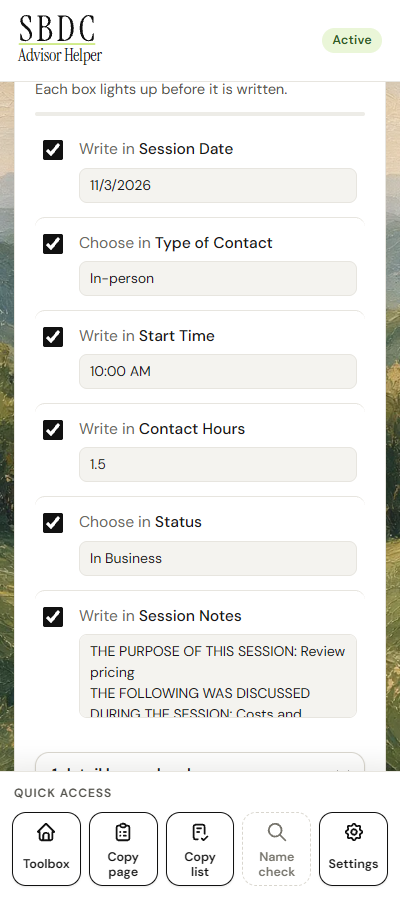 SBDC
Advisor Helper
Active
Each box lights up before it is written.
Write in Session Date
11/3/2026
Choose in Type of Contact
In-person
Write in Start Time
10:00 AM
Write in Contact Hours
1.5
Choose in Status
In Business
Write in Session Notes
THE PURPOSE OF THIS SESSION: Review
pricing
THE FOLLOWING WAS DISCUSSED
DURING THE SESSION: Costs and
QUICK ACCESS
Toolbox
Copy
page
Copy
list
Name
check
Settings